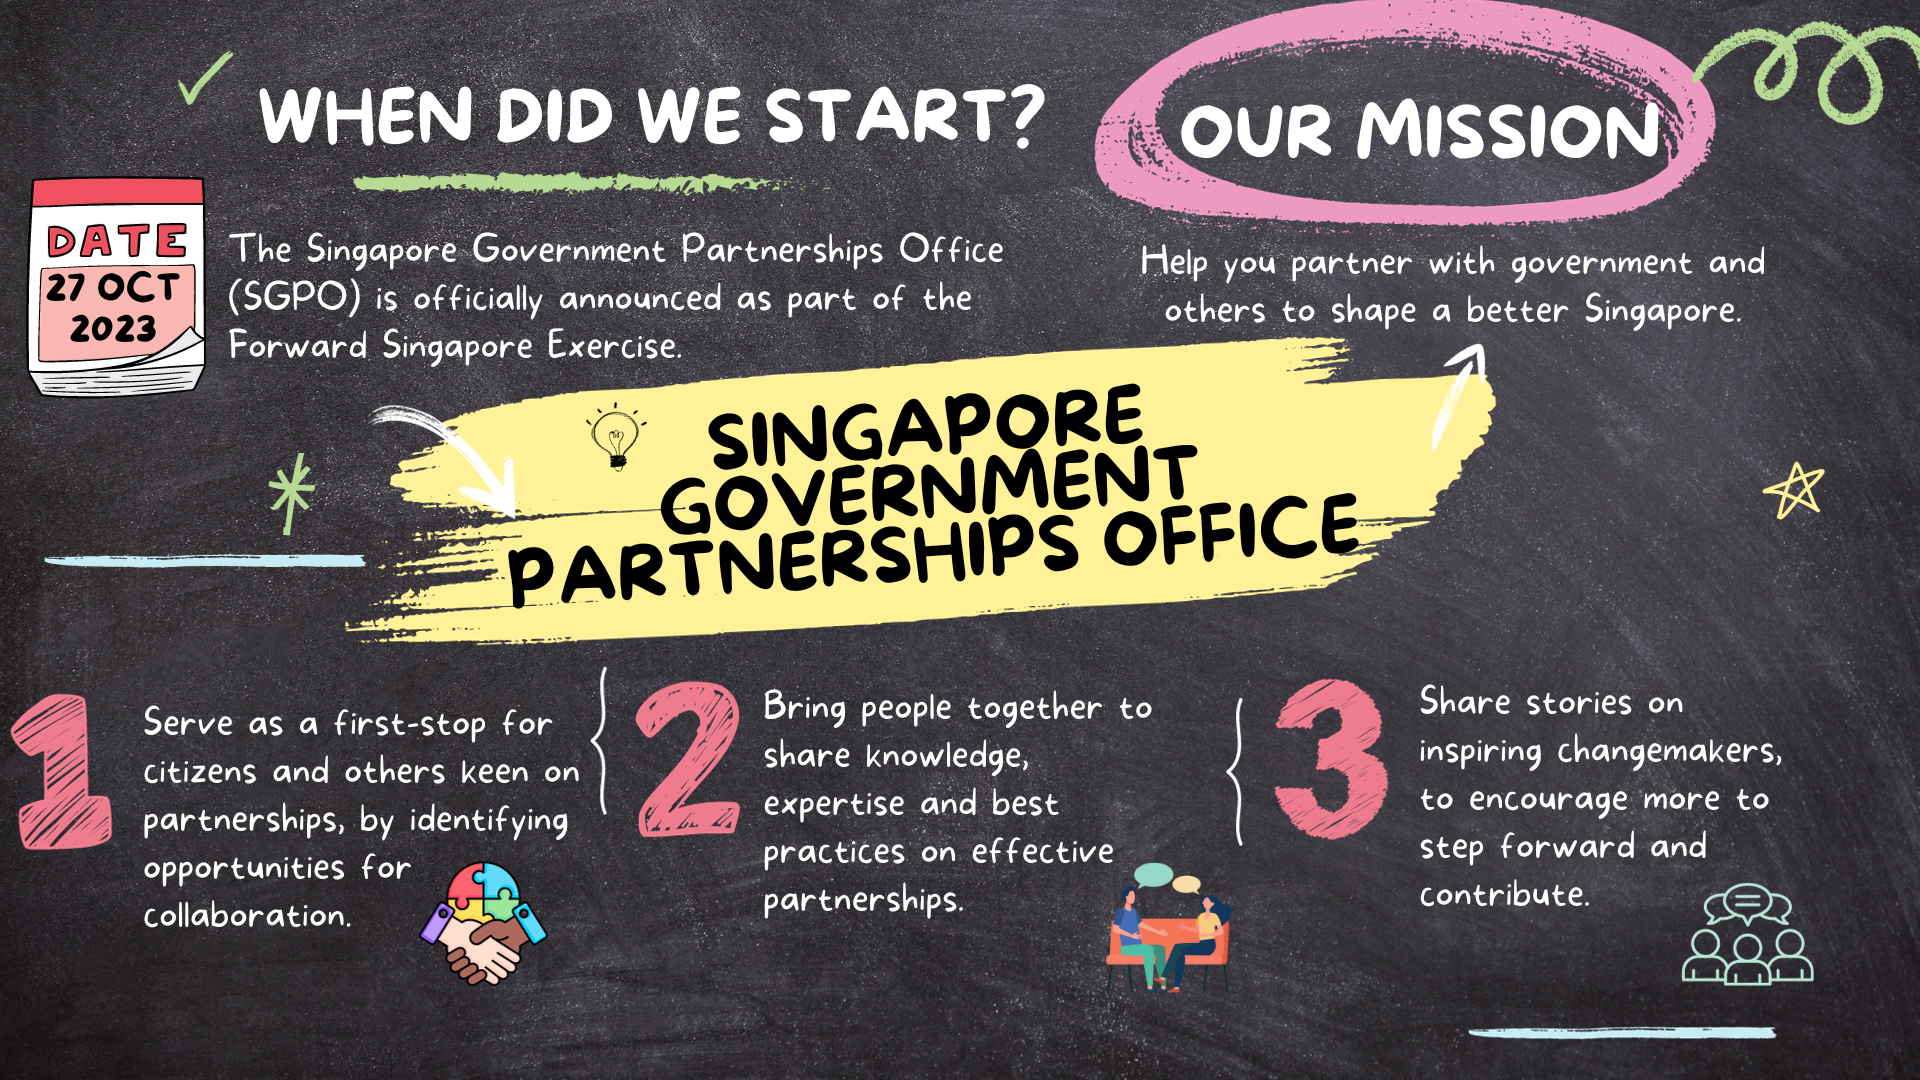 WHEN DID WE START?
OUR MISSION
DATE
27 OCT
2023
The Singapore Government Partnerships Office
(SGPO) is officially announced as part of the
Forward Singapore Exercise.
Help you partner with government and
others to shape a better Singapore.
SINGAPORE
GOVERNMENT
PARTNERSHIPS OFFICE
1
Serve as a first-stop for
citizens and others keen on
partnerships, by identifying
opportunities for
collaboration.
2
Bring people together to
share knowledge,
expertise and best
practices on effective
partnerships.
3
Share stories on
inspiring changemakers,
to encourage more to
step forward and
contribute.